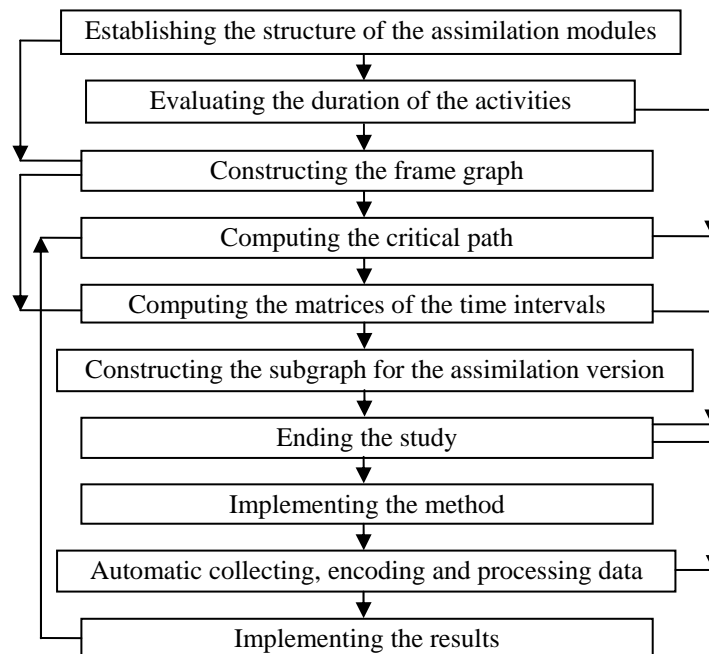 Establishing the structure of the assimilation modules
Evaluating the duration of the activities
Constructing the frame graph
Computing the critical path
Computing the matrices of the time intervals
Constructing the subgraph for the assimilation version
Ending the study
Implementing the method
Automatic collecting, encoding and processing data
Implementing the results